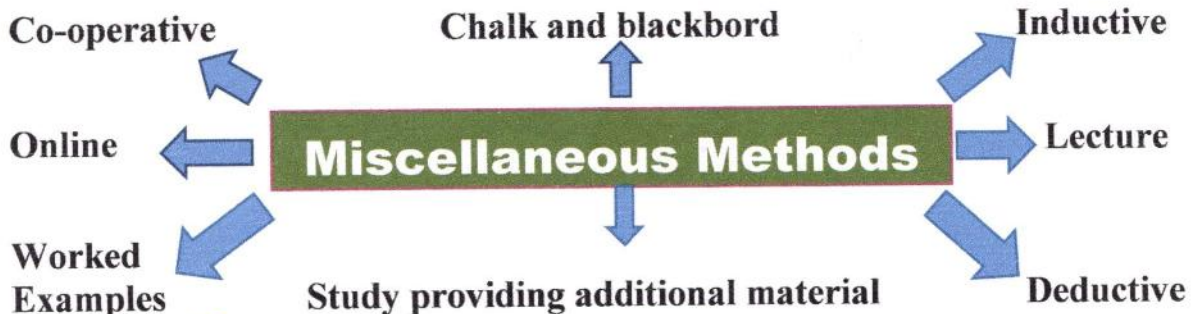 Co-operative
Chalk and blackbord
Inductive
Online
Miscellaneous Methods
Lecture
Worked
Examples
Study providing additional material
Deductive